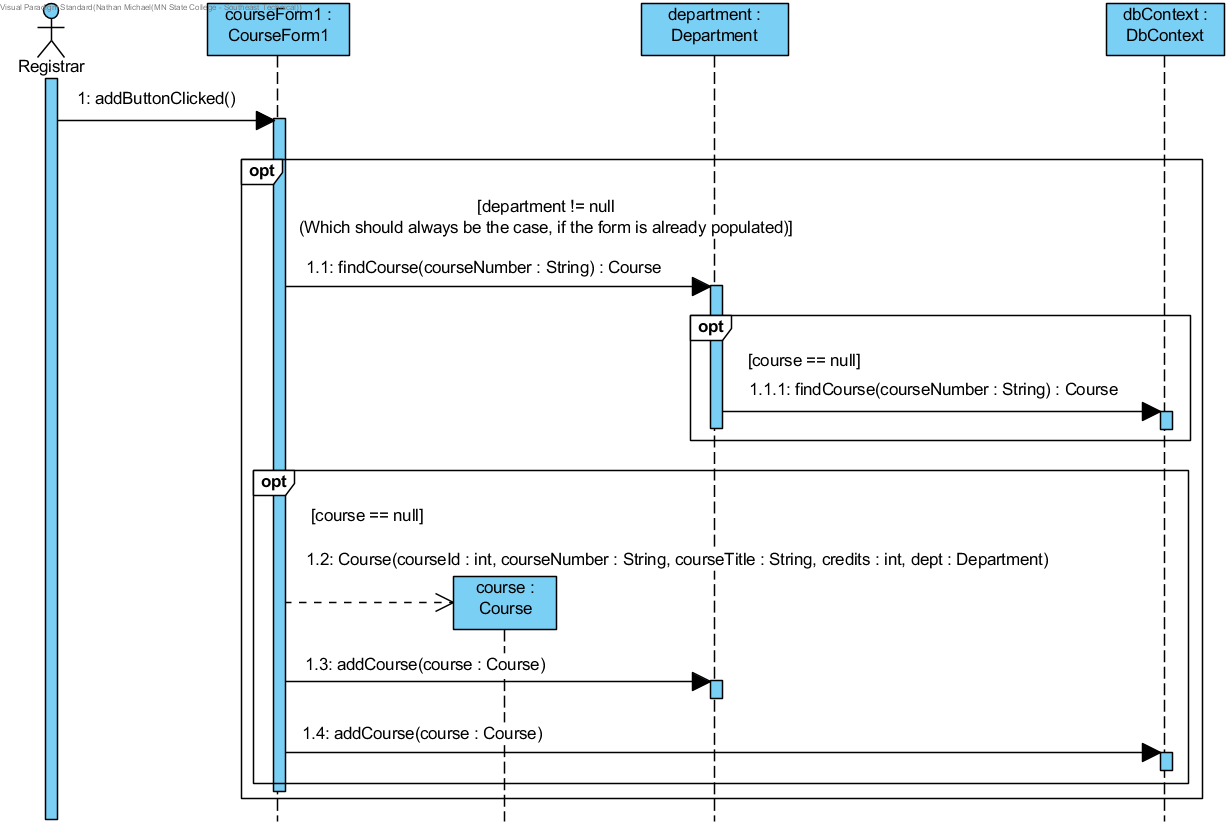 Visual Paradigm Standard(Nathan Michael(MN State College - Southeast Technical))
courseForm1 :
CourseForm1
department :
Department
dbContext :
DbContext
Registrar
1: addButtonClicked()
opt
[department != null
(Which should always be the case, if the form is already populated)]
1.1: findCourse(courseNumber : String) : Course
opt
[course == null]
1.1.1: findCourse(courseNumber : String) : Course
opt
[course == null]
1.2: Course(courseId : int, courseNumber : String, courseTitle : String, credits : int, dept : Department)
course :
Course
1.3: addCourse(course : Course)
1.4: addCourse(course : Course)